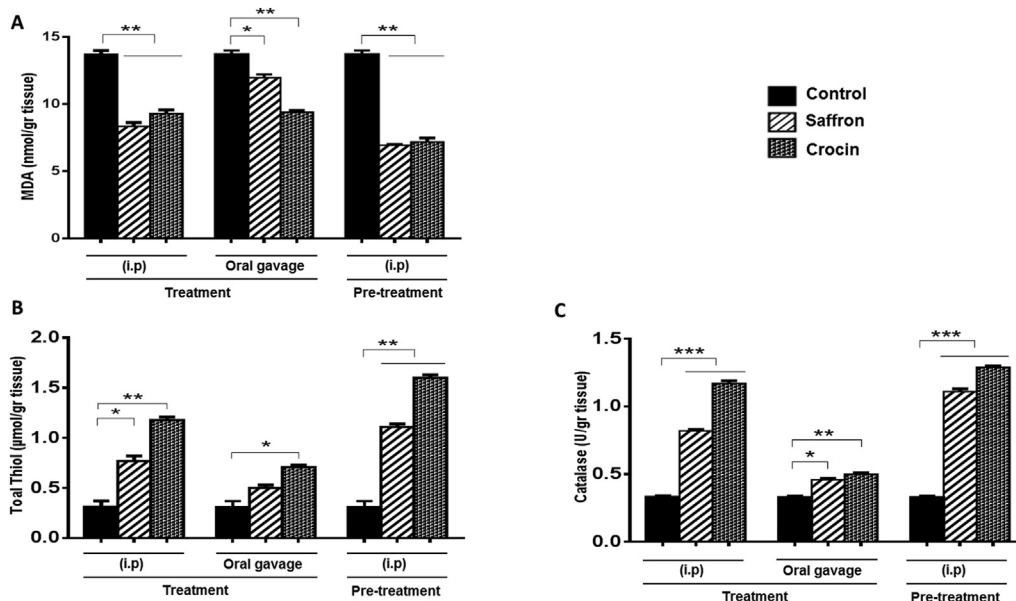 A
MDA (nmol/gr tissue)
15
10
5
0
** ** * **
(i.p) Oral gavage (i.p)
Treatment Pre-treatment
Control
Saffron
Crocin
B
Toal Thiol (µmol/gr tissue)
2.0
1.5
1.0
0.5
0.0
** * * **
(i.p) Oral gavage (i.p)
Treatment Pre-treatment
C
Catalase (U/gr tissue)
1.5
1.0
0.5
0.0
*** ** * ***
(i.p) Oral gavage (i.p)
Treatment Pre-treatment